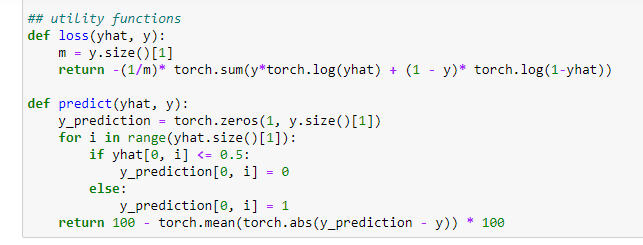 ## utility functions
def loss(yhat, y):
    m = y.size()[1]
    return -(1/m)* torch.sum(y*torch.log(yhat) + (1 - y)* torch.log(1-yhat))

def predict(yhat, y):
    y_prediction = torch.zeros(1, y.size()[1])
    for i in range(yhat.size()[1]):
        if yhat[0, i] <= 0.5:
            y_prediction[0, i] = 0
        else:
            y_prediction[0, i] = 1
    return 100 - torch.mean(torch.abs(y_prediction - y)) * 100